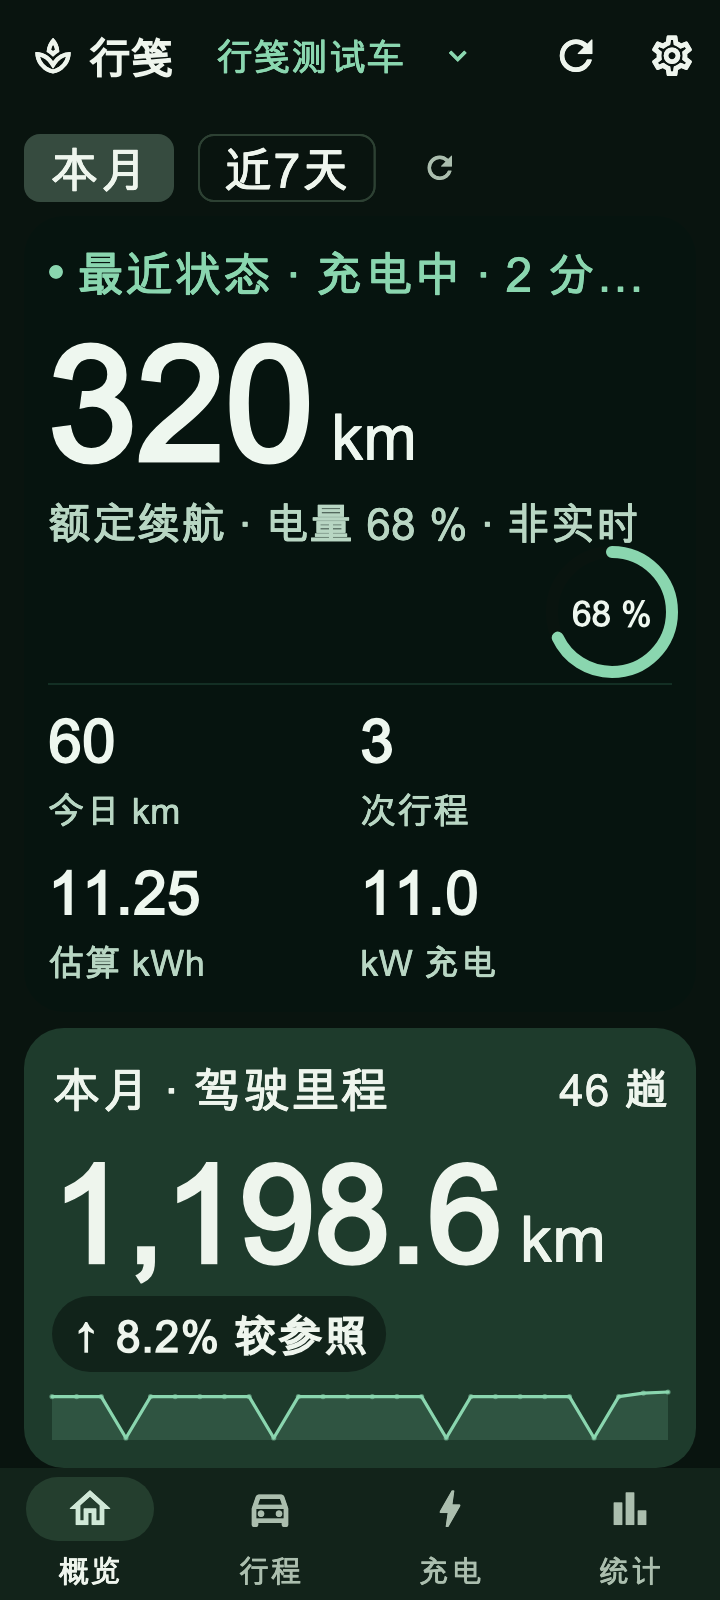 行笺 行笺测试车
本月 近7天
• 最近状态 · 充电中 · 2 分…
320 km
额定续航 · 电量 68 % · 非实时
68 %
60 3
今日 km 次行程
11.25 11.0
估算 kWh kW 充电
本月 · 驾驶里程 46 趟
1,198.6 km
↑ 8.2% 较参照
概览 行程 充电 统计